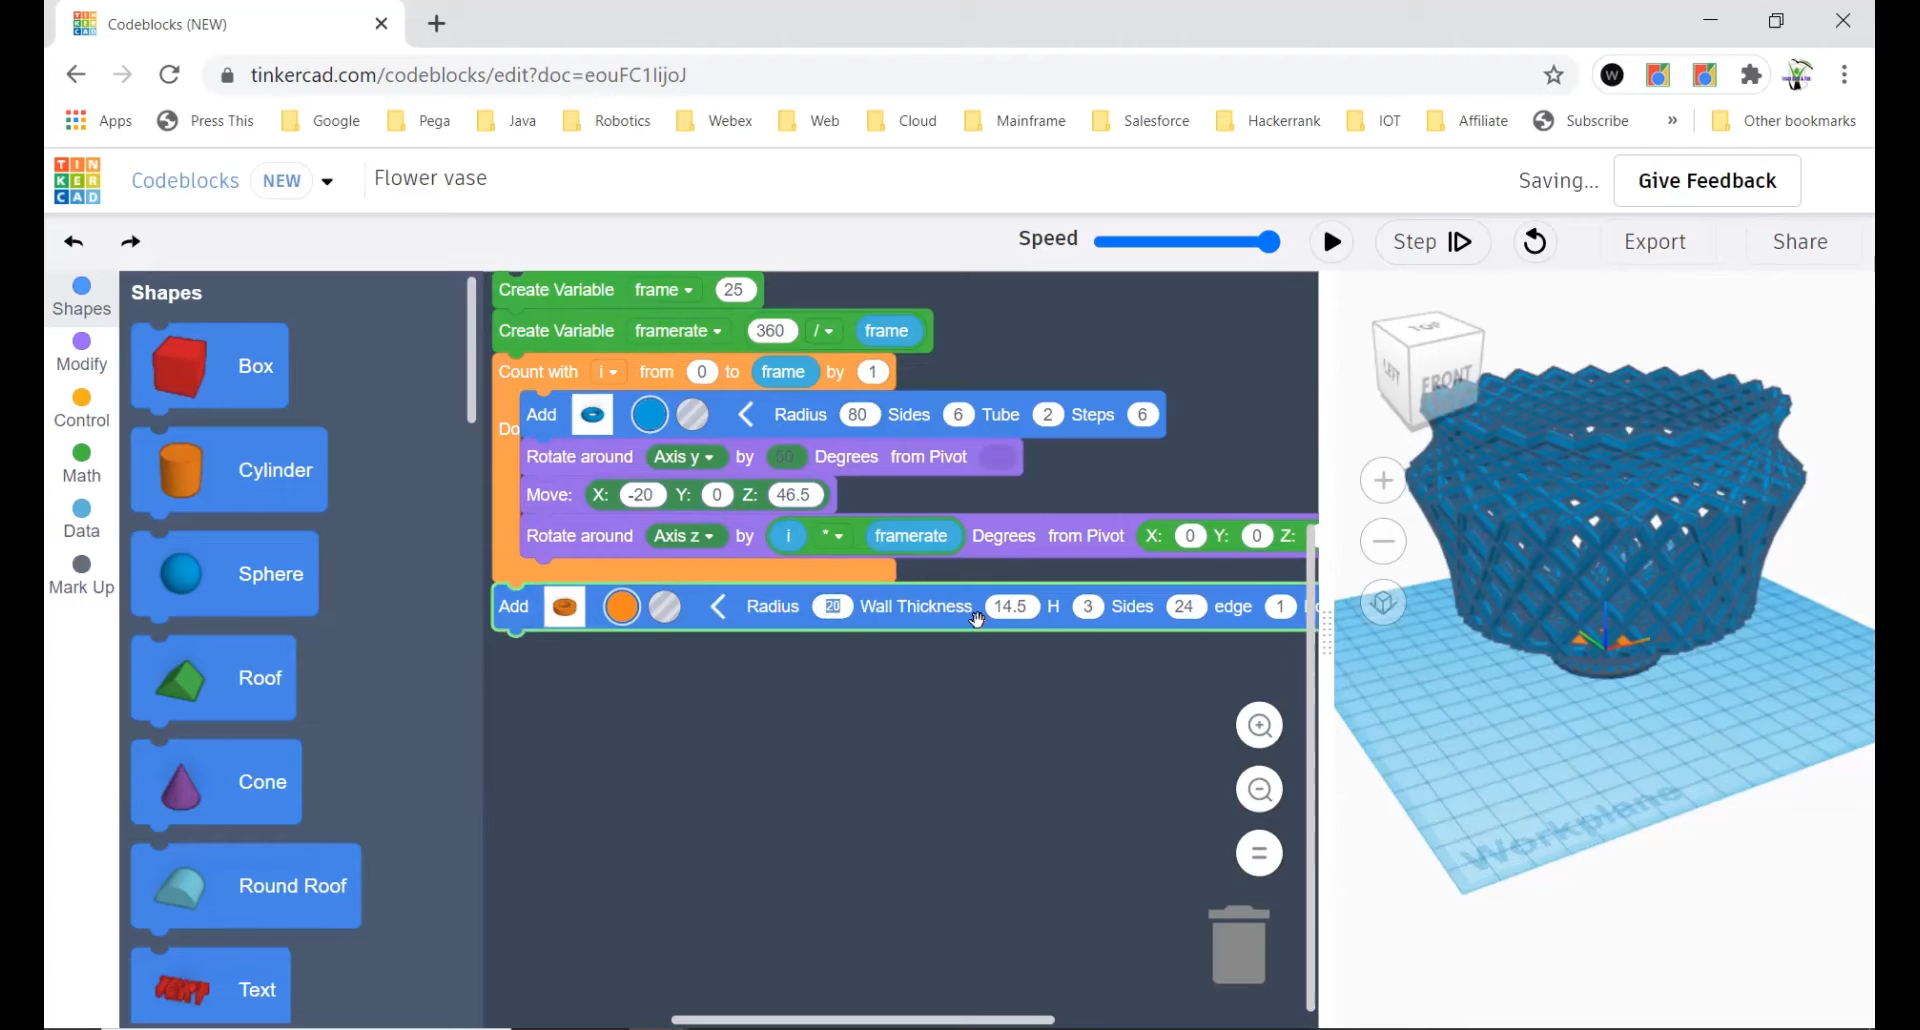 Codeblocks (NEW)
tinkercad.com/codeblocks/edit?doc=eouFC1IijoJ
W
Apps Press This Google Pega Java Robotics Webex Web Cloud Mainframe Salesforce Hackerrank IOT Affiliate Subscribe » Other bookmarks
TIN
KER
CAD
Codeblocks NEW Flower vase Saving... Give Feedback
Speed Step Export Share
Shapes
Modify
Control
Math
Data
Mark Up
Shapes
Box
Cylinder
Sphere
Roof
Cone
Round Roof
Text
Create Variable frame 25
Create Variable framerate 360 / frame
Count with i from 0 to frame by 1
Do
Add Radius 80 Sides 6 Tube 2 Steps 6
Rotate around Axis y by 50 Degrees from Pivot
Move: X: -20 Y: 0 Z: 46.5
Rotate around Axis z by i * framerate Degrees from Pivot X: 0 Y: 0 Z:
Add Radius 20 Wall Thickness 14.5 H 3 Sides 24 edge 1
TOP
LEFT
FRONT
Workplane